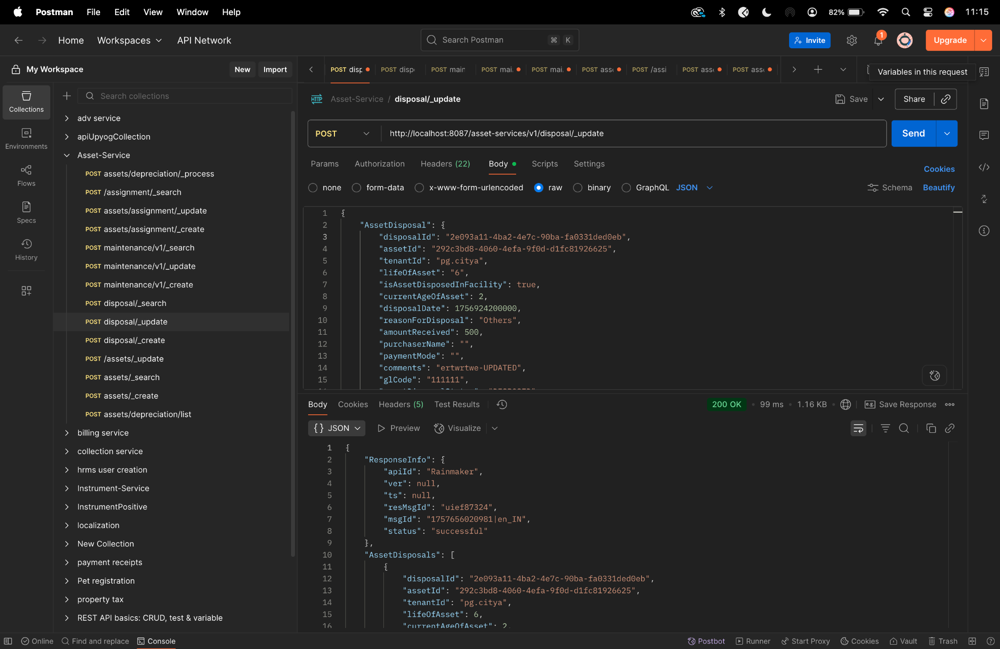 Postman File Edit View Window Help 82% 11:15
Home Workspaces API Network Search Postman ⌘ K Invite 1 Upgrade
My Workspace New Import
POST disp POST disp POST main POST mai. POST mai. POST ass POST /assi POST ass POST ass
Variables in this request
Collections
Environments
Flows
Specs
History
Search collections
adv service
apiUpyogCollection
Asset-Service
POST assets/depreciation/_process
POST /assignment/_search
POST assets/assignment/_update
POST assets/assignment/_create
POST maintenance/v1/_search
POST maintenance/v1/_update
POST maintenance/v1/_create
POST disposal/_search
POST disposal/_update
POST disposal/_create
POST /assets/_update
POST assets/_search
POST assets/_create
POST assets/depreciation/list
billing service
collection service
hrms user creation
Instrument-Service
InstrumentPositive
localization
New Collection
payment receipts
Pet registration
property tax
REST API basics: CRUD, test & variable
HTTP Asset-Service / disposal/_update Save Share
POST http://localhost:8087/asset-services/v1/disposal/_update Send
Params Authorization Headers (22) Body Scripts Settings Cookies
none form-data x-www-form-urlencoded raw binary GraphQL JSON Schema Beautify
1 {
2 "AssetDisposal": {
3 "disposalId": "2e093a11-4ba2-4e7c-90ba-fa0331ded0eb",
4 "assetId": "292c3bd8-4060-4efa-9f0d-d1fc81926625",
5 "tenantId": "pg.citya",
6 "lifeOfAsset": "6",
7 "isAssetDisposedInFacility": true,
8 "currentAgeOfAsset": 2,
9 "disposalDate": 1756924200000,
10 "reasonForDisposal": "Others",
11 "amountReceived": 500,
12 "purchaserName": "",
13 "paymentMode": "",
14 "comments": "ertwrtwe-UPDATED",
15 "glCode": "111111",
Body Cookies Headers (5) Test Results 200 OK • 99 ms • 1.16 KB • e.g. Save Response
{} JSON Preview Visualize
1 {
2 "ResponseInfo": {
3 "apiId": "Rainmaker",
4 "ver": null,
5 "ts": null,
6 "resMsgId": "uief87324",
7 "msgId": "1757656020981|en_IN",
8 "status": "successful"
9 },
10 "AssetDisposals": [
11 {
12 "disposalId": "2e093a11-4ba2-4e7c-90ba-fa0331ded0eb",
13 "assetId": "292c3bd8-4060-4efa-9f0d-d1fc81926625",
14 "tenantId": "pg.citya",
15 "lifeOfAsset": 6,
16 "currentAgeOfAsset": 2,
Online Find and replace Console Postbot Runner Start Proxy Cookies Vault Trash